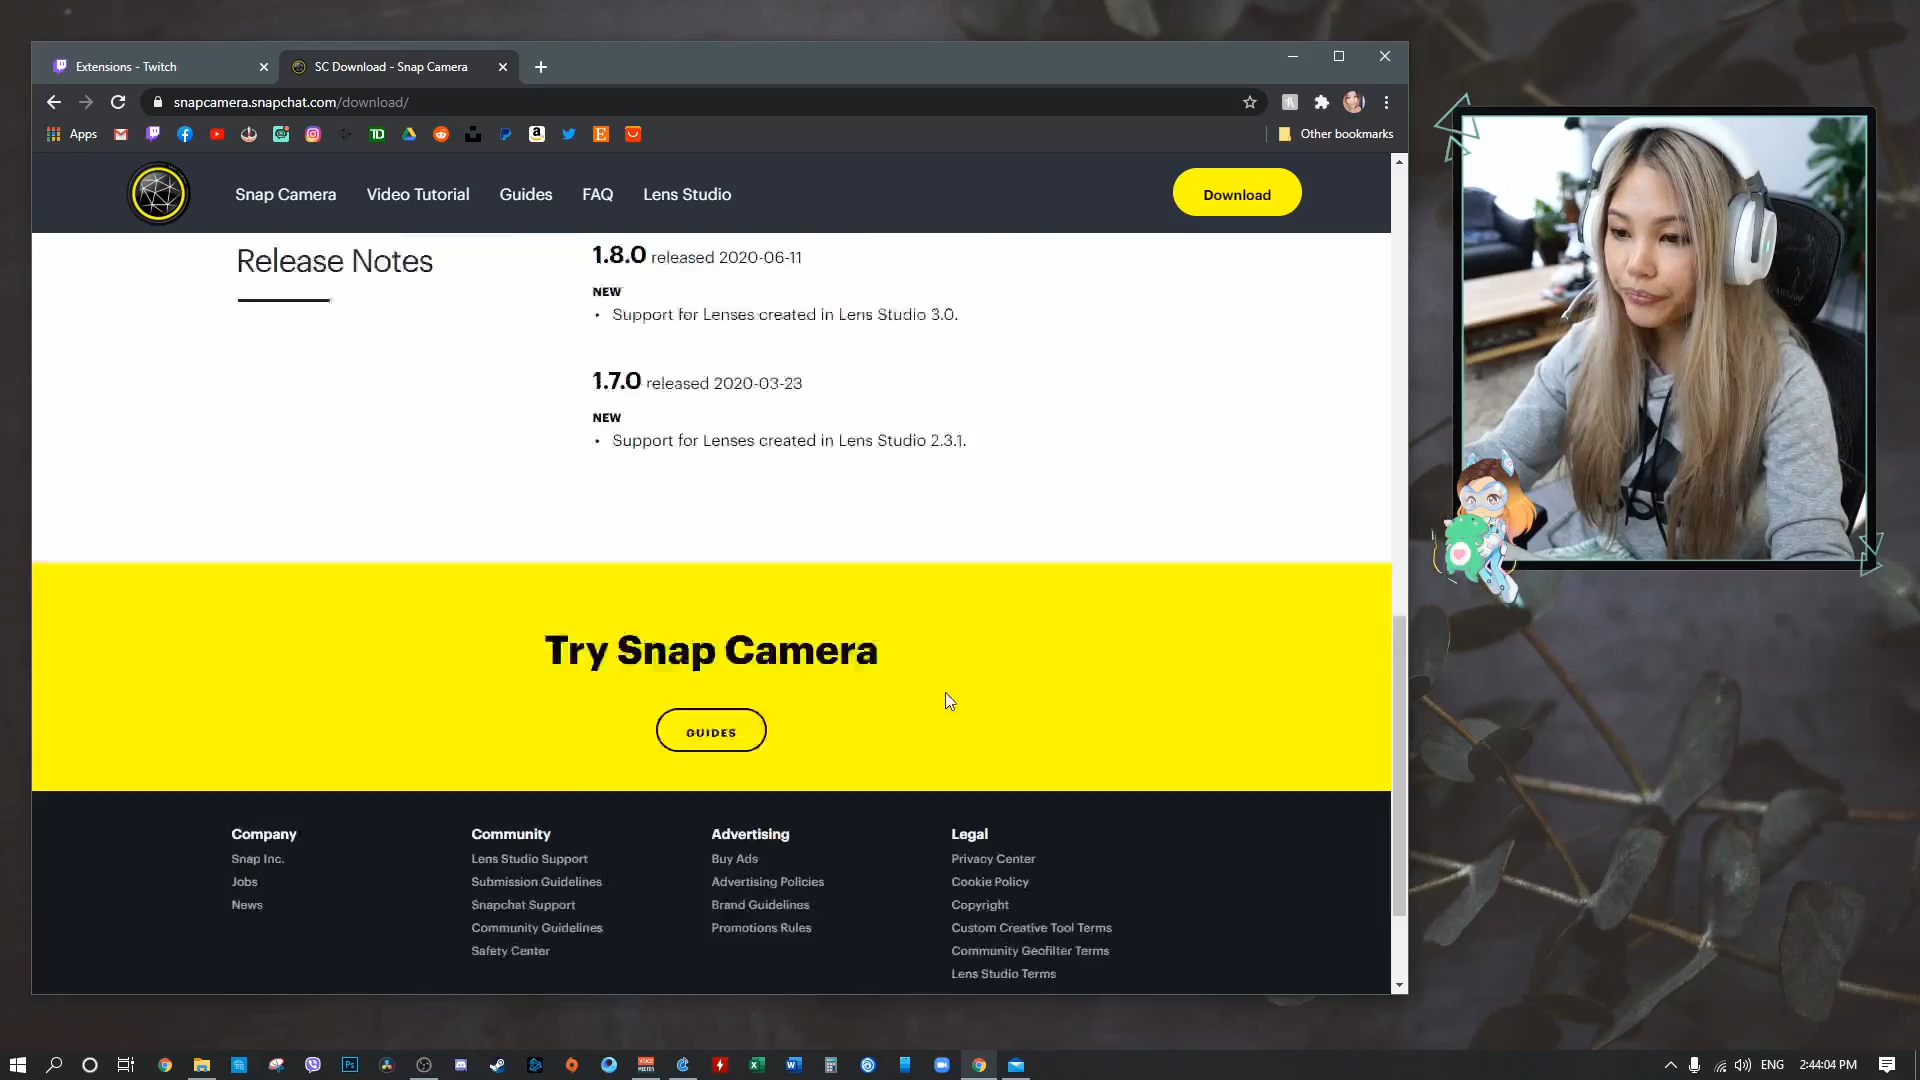 Extensions - Twitch
SC Download - Snap Camera
snapcamera.snapchat.com/download/
Apps
TD
Other bookmarks
Snap Camera
Video Tutorial
Guides
FAQ
Lens Studio
Download
Release Notes
1.8.0 released 2020-06-11
NEW
• Support for Lenses created in Lens Studio 3.0.
1.7.0 released 2020-03-23
NEW
• Support for Lenses created in Lens Studio 2.3.1.
Try Snap Camera
GUIDES
Company
Snap Inc.
Jobs
News
Community
Lens Studio Support
Submission Guidelines
Snapchat Support
Community Guidelines
Safety Center
Advertising
Buy Ads
Advertising Policies
Brand Guidelines
Promotions Rules
Legal
Privacy Center
Cookie Policy
Copyright
Custom Creative Tool Terms
Community Geofilter Terms
Lens Studio Terms
Ps
ENG
2:44:04 PM